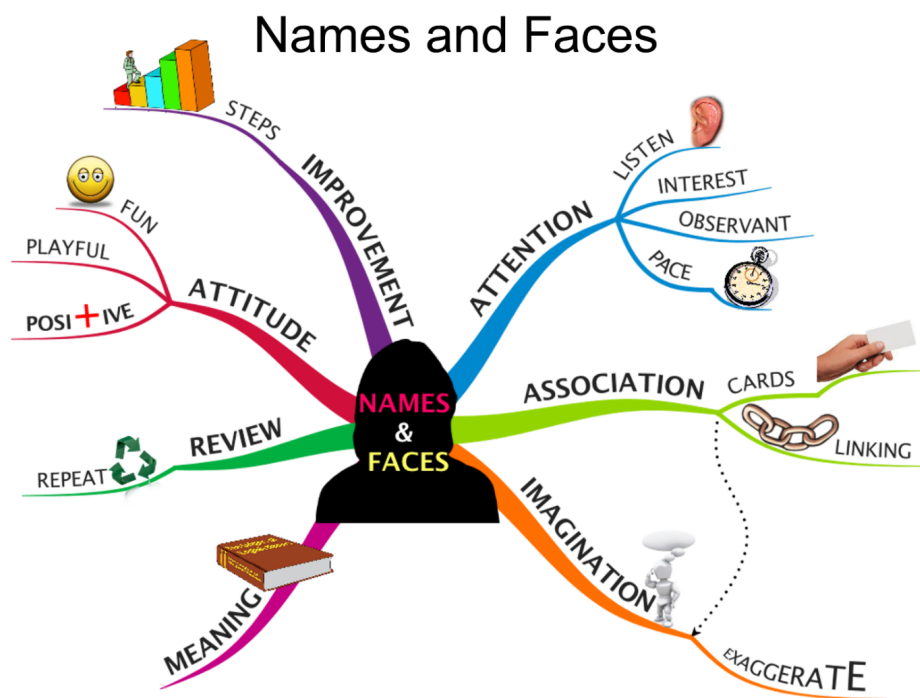 Names and Faces
STEPS
IMPROVEMENT
LISTEN
INTEREST
OBSERVANT
PACE
ATTENTION
FUN
PLAYFUL
POSI+IVE
ATTITUDE
ASSOCIATION
CARDS
LINKING
NAMES
&
FACES
REVIEW
REPEAT
IMAGINATION
EXAGGERATE
MEANING